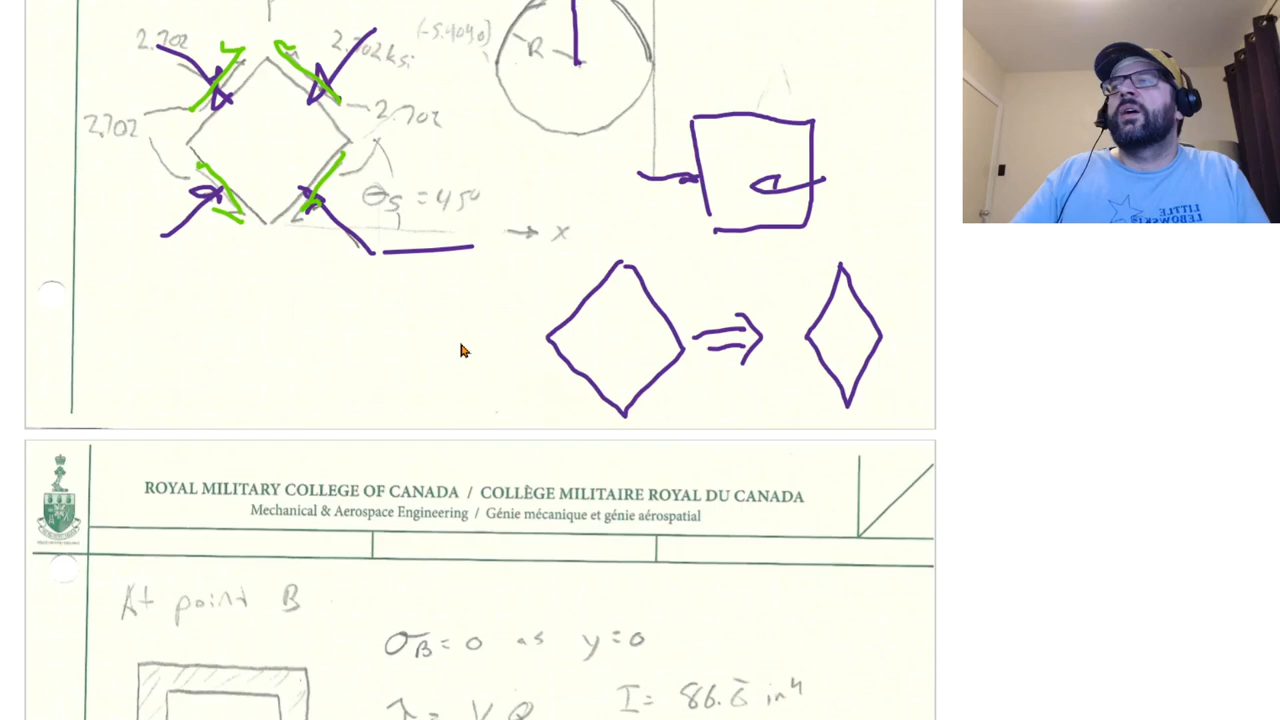 2.702
2.702 ksi
(-5.404,0)
R
2.702
2.702
θs = 45°
→ x
ROYAL MILITARY COLLEGE OF CANADA / COLLÈGE MILITAIRE ROYAL DU CANADA
Mechanical & Aerospace Engineering / Génie mécanique et génie aérospatial
At point B
σB = 0 as y = 0
I = 86.6̄ in⁴
V Q
LITTLE
LEBOWSKI